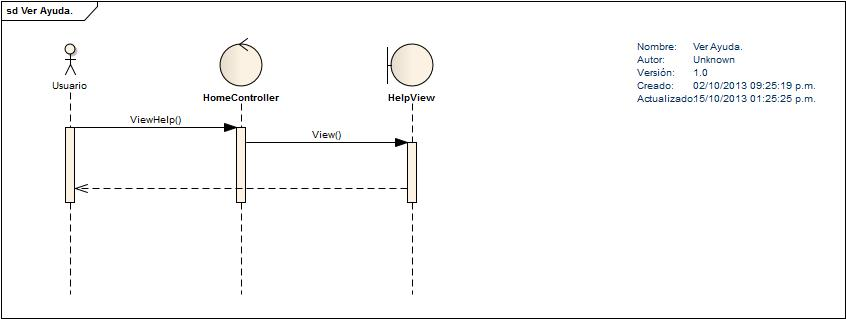 sd Ver Ayuda.
Usuario
HomeController
HelpView
ViewHelp()
View()
Nombre: Ver Ayuda.
Autor: Unknown
Versión: 1.0
Creado: 02/10/2013 09:25:19 p.m.
Actualizado:15/10/2013 01:25:25 p.m.